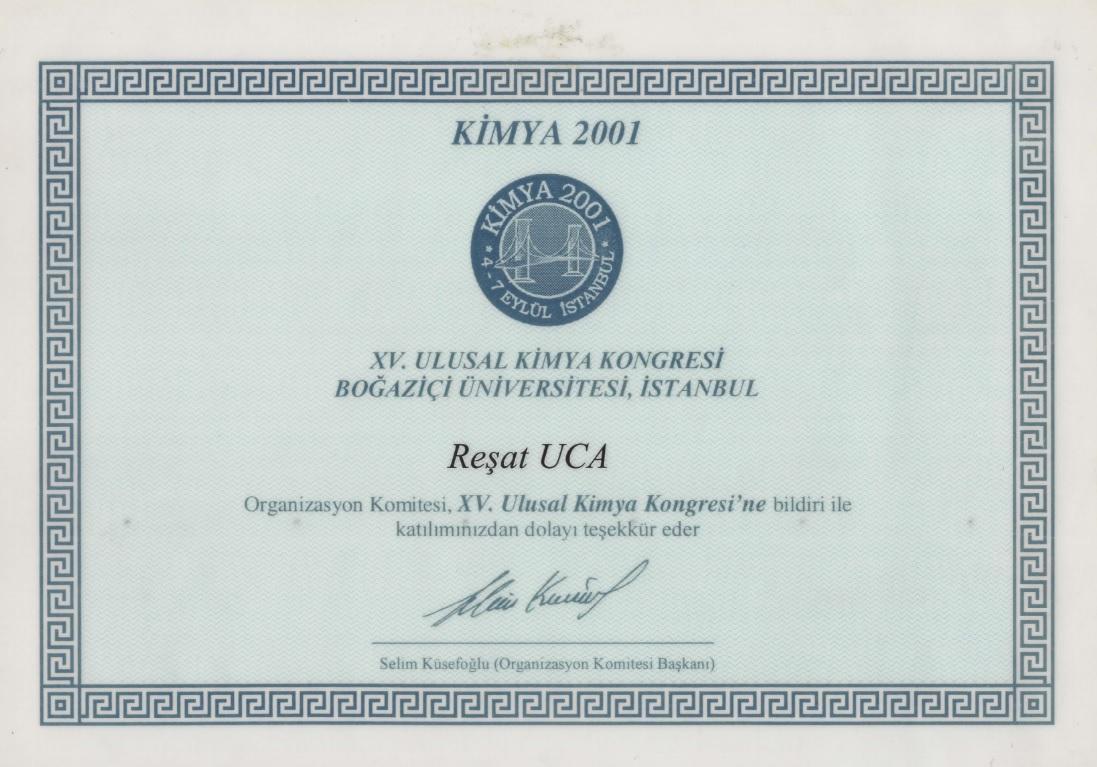 KİMYA 2001
KİMYA 2001
* 4 - 7 EYLÜL İSTANBUL *
XV. ULUSAL KİMYA KONGRESİ
BOĞAZİÇİ ÜNİVERSİTESİ, İSTANBUL
Reşat UCA
Organizasyon Komitesi, XV. Ulusal Kimya Kongresi’ne bildiri ile
katılımınızdan dolayı teşekkür eder
Selim Küsefoğlu (Organizasyon Komitesi Başkanı)